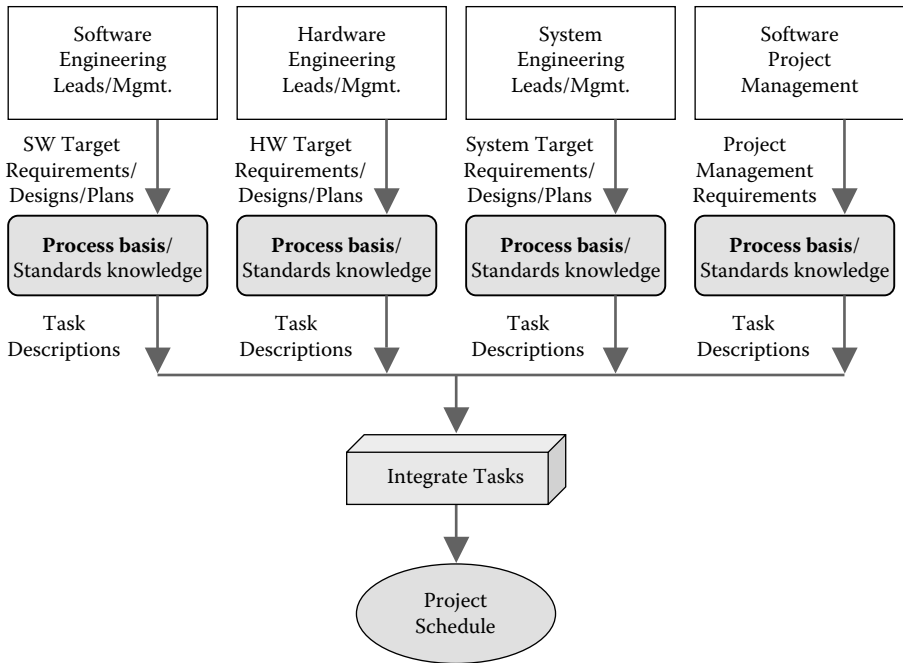 Software
Engineering
Leads/Mgmt.
Hardware
Engineering
Leads/Mgmt.
System
Engineering
Leads/Mgmt.
Software
Project
Management
SW Target
Requirements/
Designs/Plans
HW Target
Requirements/
Designs/Plans
System Target
Requirements/
Designs/Plans
Project
Management
Requirements
Process basis/
Standards knowledge
Process basis/
Standards knowledge
Process basis/
Standards knowledge
Process basis/
Standards knowledge
Task
Descriptions
Task
Descriptions
Task
Descriptions
Task
Descriptions
Integrate Tasks
Project
Schedule